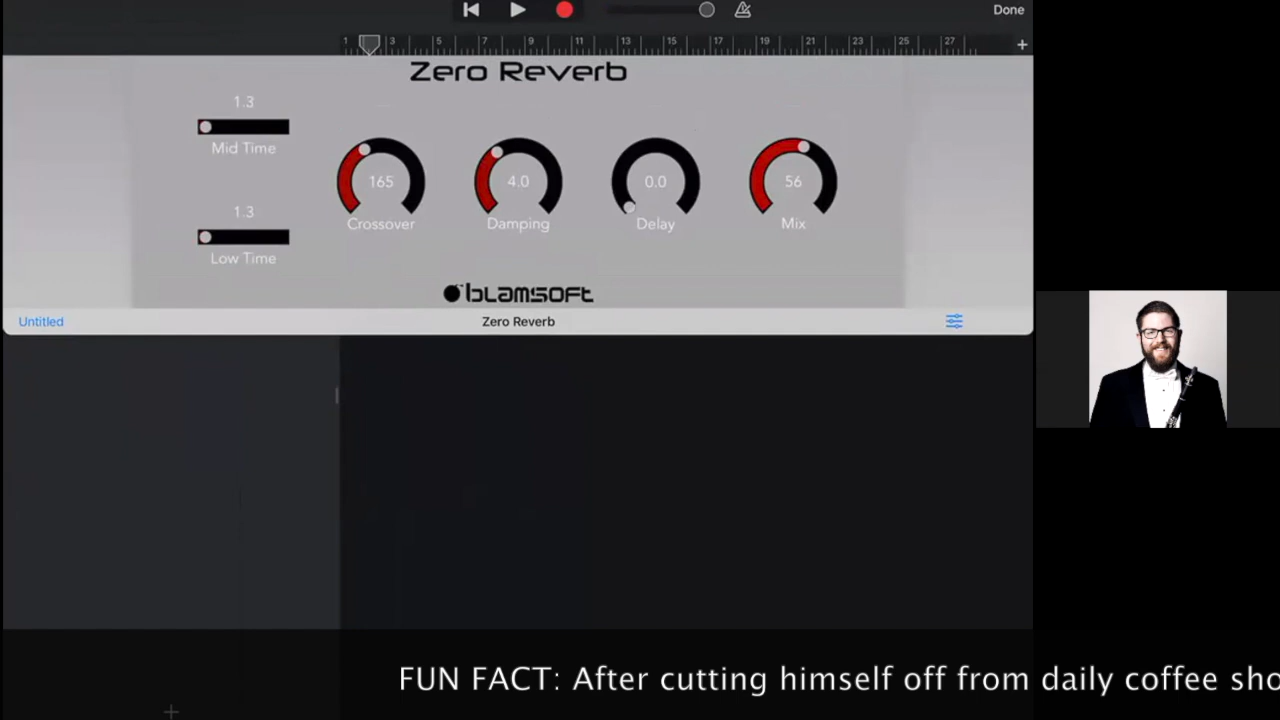 Done
1 3 5 7 9 11 13 15 17 19 21 23 25 27 +
Zero Reverb
1.3
Mid Time
165 4.0 0.0 56
Crossover Damping Delay Mix
1.3
Low Time
blamsoft
Untitled Zero Reverb
FUN FACT: After cutting himself off from daily coffee sho